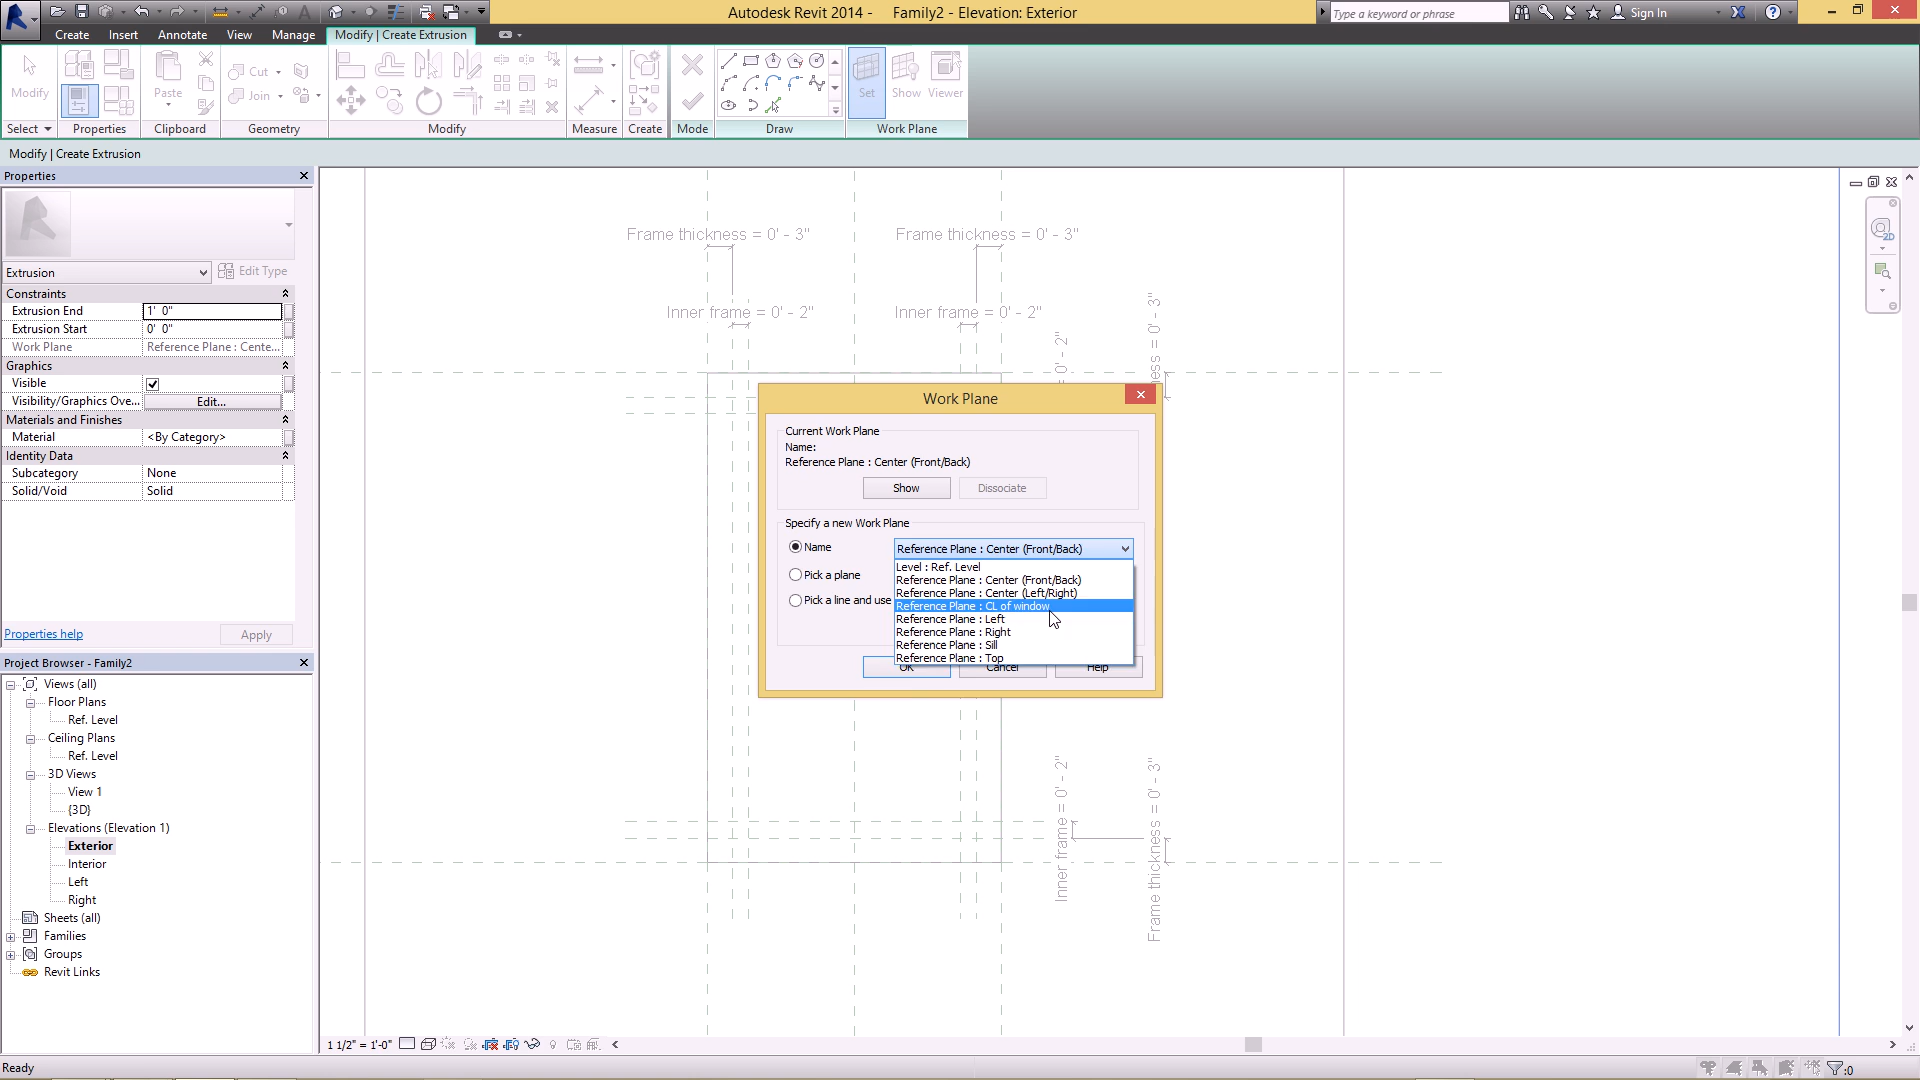 Autodesk Revit 2014 - Family2 - Elevation: Exterior
Type a keyword or phrase
Sign In
Create Insert Annotate View Manage Modify | Create Extrusion
Modify
Paste
Cut
Join
Set Show Viewer
Select Properties Clipboard Geometry Modify Measure Create Mode Draw Work Plane
Modify | Create Extrusion
Properties
Extrusion
Edit Type
Constraints
Extrusion End 1' 0"
Extrusion Start 0' 0"
Work Plane Reference Plane : Cente...
Graphics
Visible
Visibility/Graphics Ove... Edit...
Materials and Finishes
Material <By Category>
Identity Data
Subcategory None
Solid/Void Solid
Properties help
Apply
Project Browser - Family2
Views (all)
Floor Plans
Ref. Level
Ceiling Plans
Ref. Level
3D Views
View 1
{3D}
Elevations (Elevation 1)
Exterior
Interior
Left
Right
Sheets (all)
Families
Groups
Revit Links
Frame thickness = 0' - 3"
Frame thickness = 0' - 3"
Inner frame = 0' - 2"
Inner frame = 0' - 2"
= 0' - 2"
ness = 0' - 3"
Work Plane
Current Work Plane
Name:
Reference Plane : Center (Front/Back)
Show
Dissociate
Specify a new Work Plane
Name
Reference Plane : Center (Front/Back)
Pick a plane
Pick a line and use
Level : Ref. Level
Reference Plane : Center (Front/Back)
Reference Plane : Center (Left/Right)
Reference Plane : CL of window
Reference Plane : Left
Reference Plane : Right
Reference Plane : Sill
Reference Plane : Top
OK
Cancel
Help
Inner frame = 0' - 2"
Frame thickness = 0' - 3"
2D
1 1/2" = 1'-0"
Ready
:0